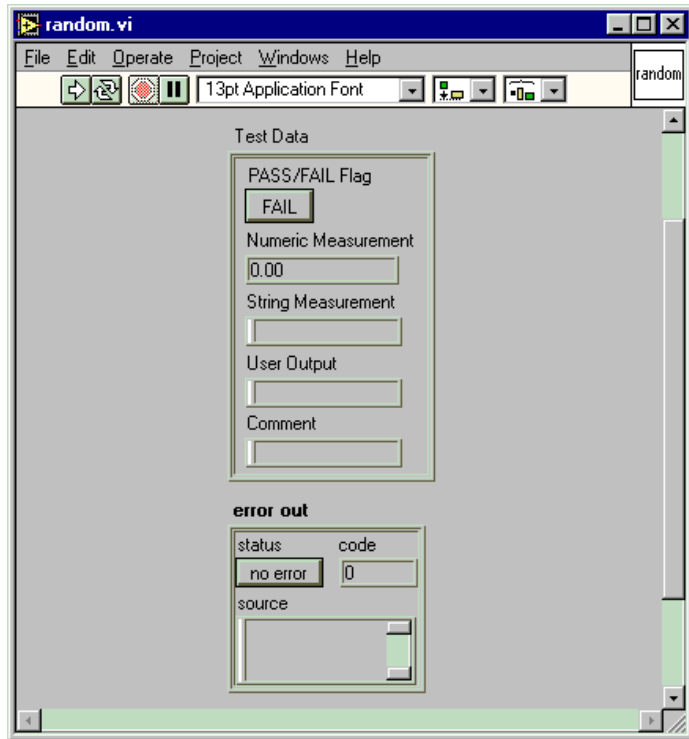 random.vi
File Edit Operate Project Windows Help
13pt Application Font
random
Test Data
PASS/FAIL Flag
FAIL
Numeric Measurement
0.00
String Measurement
User Output
Comment
error out
status code
no error 0
source